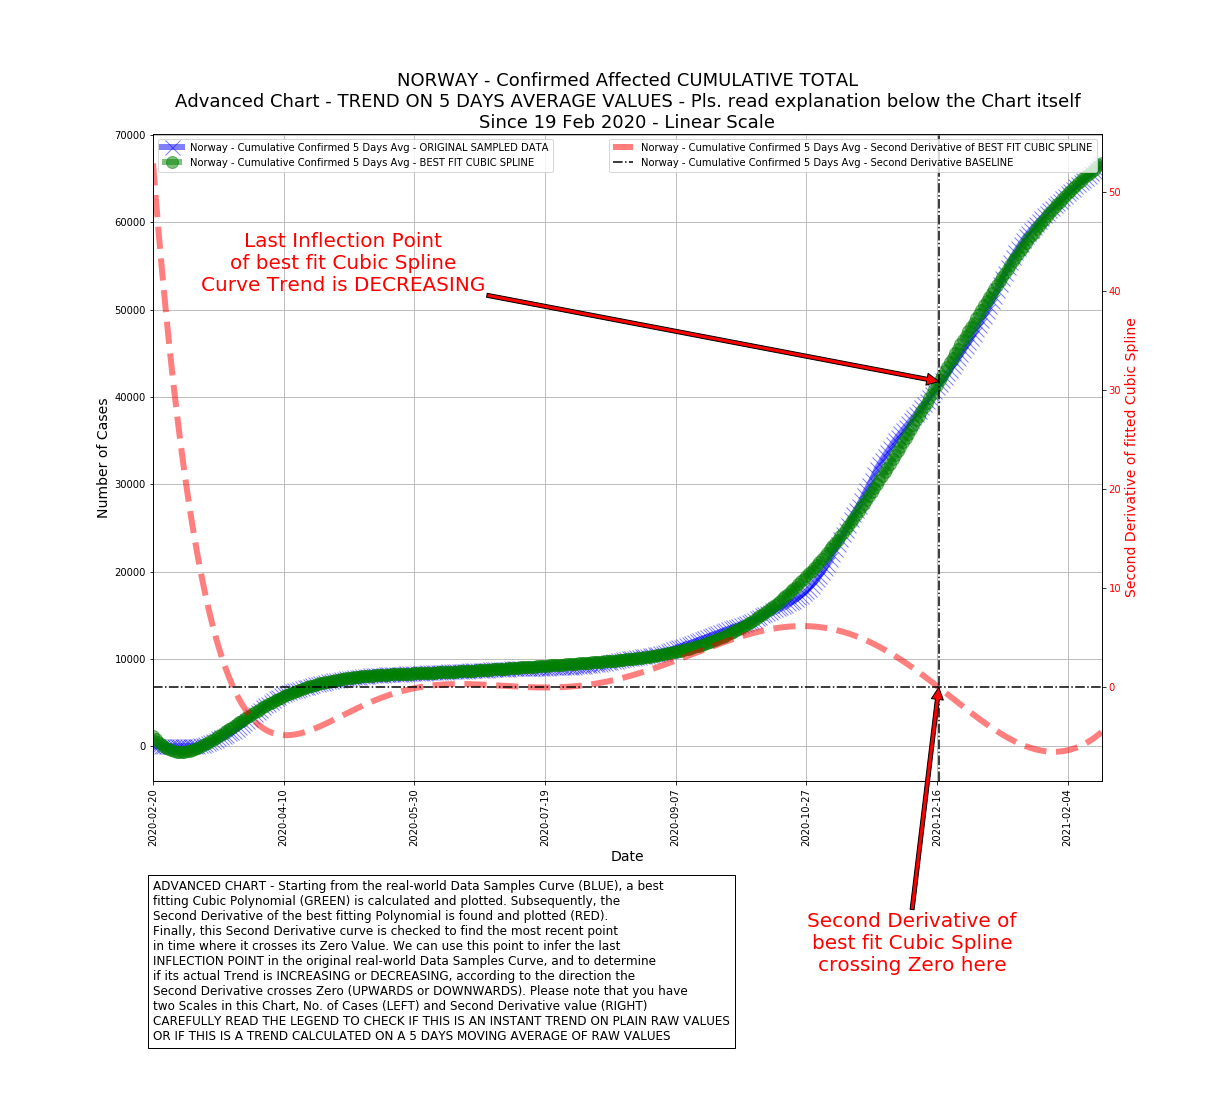 NORWAY - Confirmed Affected CUMULATIVE TOTAL
Advanced Chart - TREND ON 5 DAYS AVERAGE VALUES - Pls. read explanation below the Chart itself
Since 19 Feb 2020 - Linear Scale
Norway - Cumulative Confirmed 5 Days Avg - ORIGINAL SAMPLED DATA
Norway - Cumulative Confirmed 5 Days Avg - BEST FIT CUBIC SPLINE
Norway - Cumulative Confirmed 5 Days Avg - Second Derivative of BEST FIT CUBIC SPLINE
Norway - Cumulative Confirmed 5 Days Avg - Second Derivative BASELINE
70000
60000
50000
40000
30000
20000
10000
0
Number of Cases
Last Inflection Point
of best fit Cubic Spline
Curve Trend is DECREASING
50
40
30
20
10
0
Second Derivative of fitted Cubic Spline
2020-02-20
2020-04-10
2020-05-30
2020-07-19
2020-09-07
2020-10-27
2020-12-16
2021-02-04
Date
Second Derivative of
best fit Cubic Spline
crossing Zero here
ADVANCED CHART - Starting from the real-world Data Samples Curve (BLUE), a best
fitting Cubic Polynomial (GREEN) is calculated and plotted. Subsequently, the
Second Derivative of the best fitting Polynomial is found and plotted (RED).
Finally, this Second Derivative curve is checked to find the most recent point
in time where it crosses its Zero Value. We can use this point to infer the last
INFLECTION POINT in the original real-world Data Samples Curve, and to determine
if its actual Trend is INCREASING or DECREASING, according to the direction the
Second Derivative crosses Zero (UPWARDS or DOWNWARDS). Please note that you have
two Scales in this Chart, No. of Cases (LEFT) and Second Derivative value (RIGHT)
CAREFULLY READ THE LEGEND TO CHECK IF THIS IS AN INSTANT TREND ON PLAIN RAW VALUES
OR IF THIS IS A TREND CALCULATED ON A 5 DAYS MOVING AVERAGE OF RAW VALUES